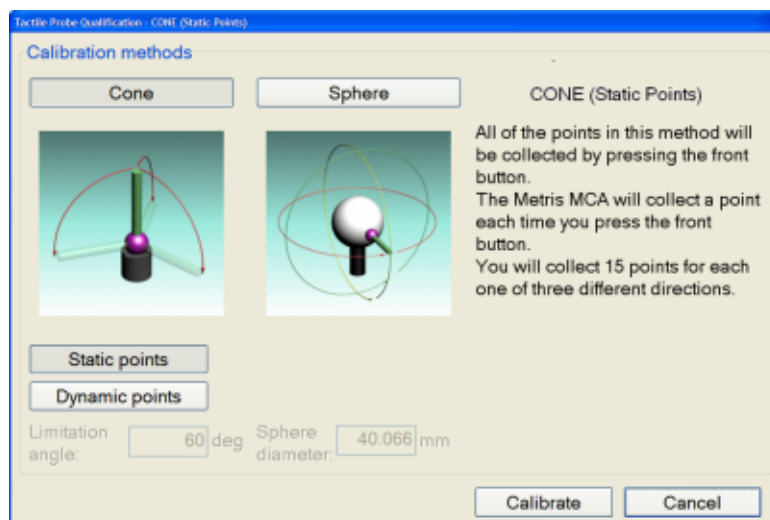 Tactile Probe Qualification - CONE (Static Points)
Calibration methods
Cone
Sphere
CONE (Static Points)
All of the points in this method will
be collected by pressing the front
button.
The Metris MCA will collect a point
each time you press the front
button.
You will collect 15 points for each
one of three different directions.
Static points
Dynamic points
Limitation
angle:
60 deg
Sphere
diameter:
40.066 mm
Calibrate
Cancel